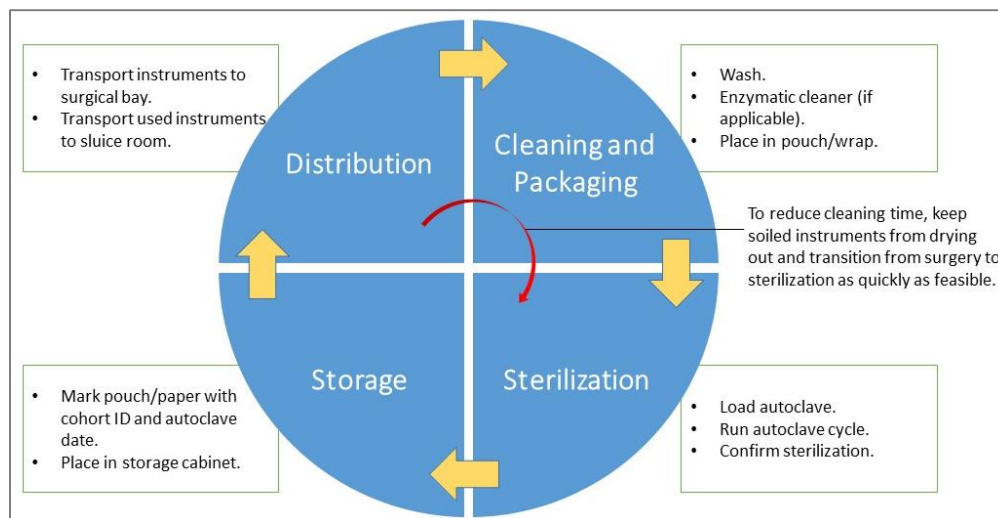 • Transport instruments to
surgical bay.
• Transport used instruments
to sluice room.
Distribution
Cleaning and
Packaging
• Wash.
• Enzymatic cleaner (if
applicable).
• Place in pouch/wrap.
To reduce cleaning time, keep
soiled instruments from drying
out and transition from surgery to
sterilization as quickly as feasible.
Storage
Sterilization
• Mark pouch/paper with
cohort ID and autoclave
date.
• Place in storage cabinet.
• Load autoclave.
• Run autoclave cycle.
• Confirm sterilization.